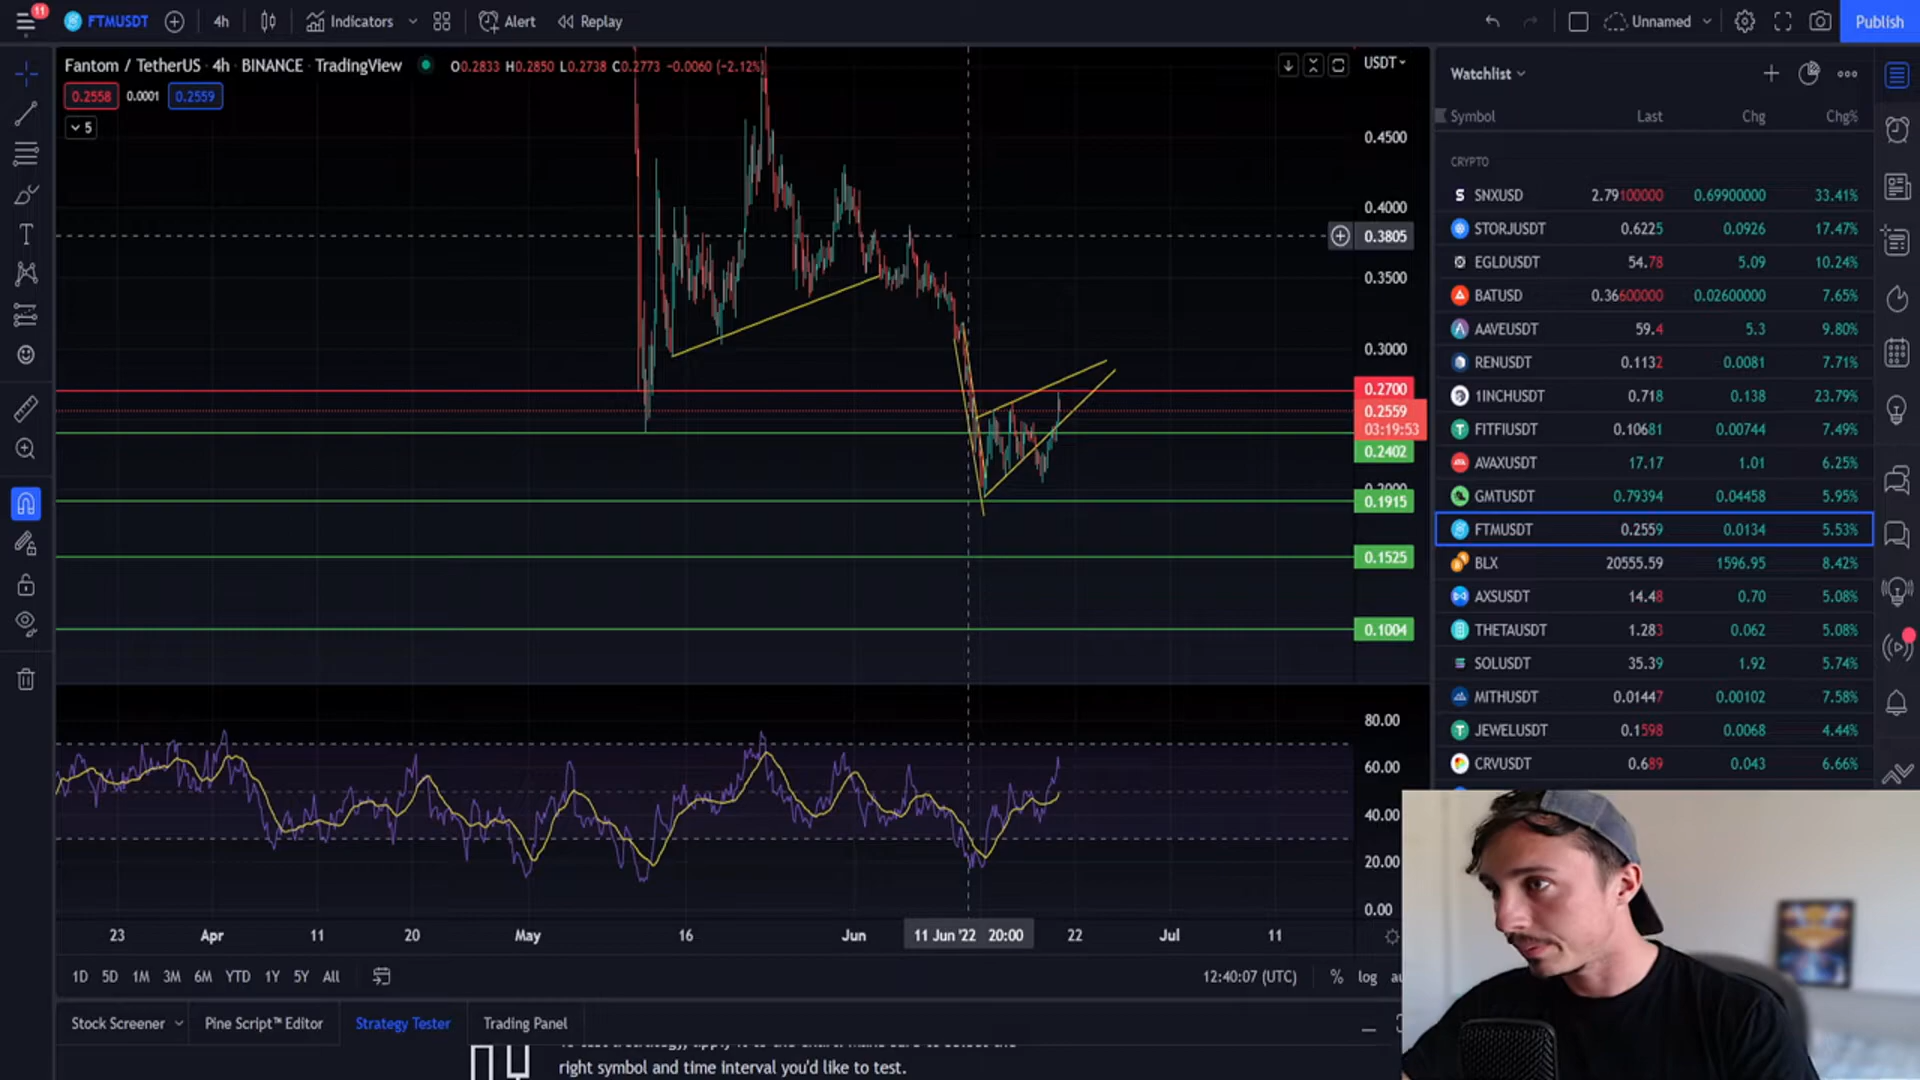 11
FTMUSDT 4h Indicators Alert Replay Unnamed Publish
Fantom / TetherUS · 4h · BINANCE · TradingView O0.2833 H0.2850 L0.2738 C0.2773 -0.0060 (-2.12%)
0.2558 0.0001 0.2559
5
USDT
0.4500
0.4000
0.3805
0.3500
0.3000
0.2700
0.2559
03:19:53
0.2402
0.2000
0.1915
0.1525
0.1004
80.00
60.00
40.00
20.00
0.00
23 Apr 11 20 May 16 Jun 11 Jun '22 20:00 22 Jul 11
1D 5D 1M 3M 6M YTD 1Y 5Y All 12:40:07 (UTC) % log
Stock Screener Pine Script™ Editor Strategy Tester Trading Panel
right symbol and time interval you'd like to test.
Watchlist
Symbol Last Chg Chg%
CRYPTO
SNXUSD 2.79100000 0.69900000 33.41%
STORJUSDT 0.6225 0.0926 17.47%
EGLDUSDT 54.78 5.09 10.24%
BATUSD 0.36600000 0.02600000 7.65%
AAVEUSDT 59.4 5.3 9.80%
RENUSDT 0.1132 0.0081 7.71%
1INCHUSDT 0.718 0.138 23.79%
FITFIUSDT 0.10681 0.00744 7.49%
AVAXUSDT 17.17 1.01 6.25%
GMTUSDT 0.79394 0.04458 5.95%
FTMUSDT 0.2559 0.0134 5.53%
BLX 20555.59 1596.95 8.42%
AXSUSDT 14.48 0.70 5.08%
THETAUSDT 1.283 0.062 5.08%
SOLUSDT 35.39 1.92 5.74%
MITHUSDT 0.01447 0.00102 7.58%
JEWELUSDT 0.1598 0.0068 4.44%
CRVUSDT 0.689 0.043 6.66%